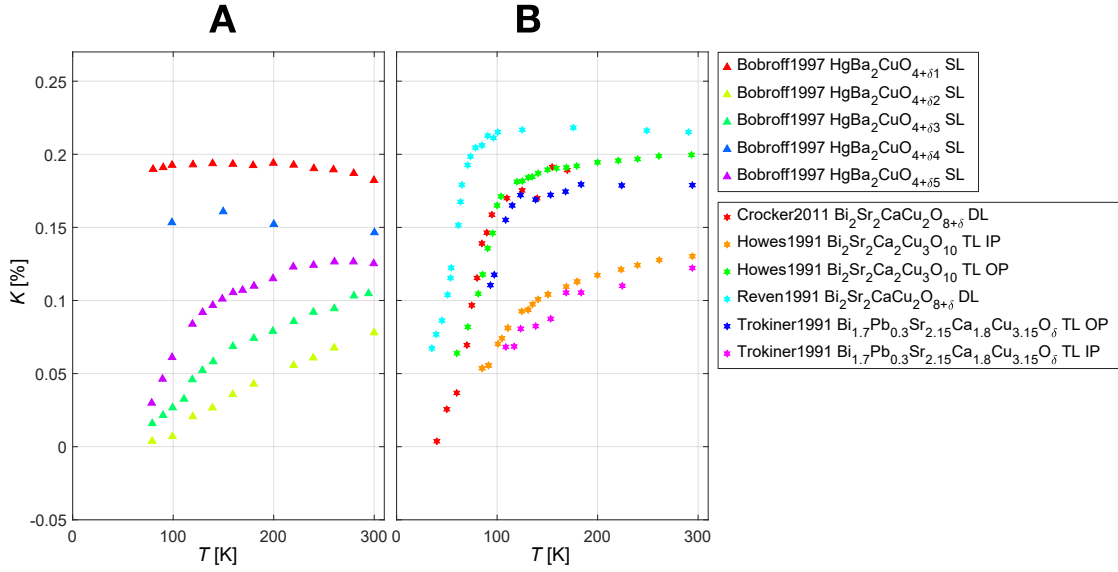 A B
0.25
0.2
0.15
0.1
0.05
0
-0.05
K [%]
100 200 300
T [K]
100 200 300
T [K]
Bobroff1997 HgBa₂CuO₄₊δ₁ SL
Bobroff1997 HgBa₂CuO₄₊δ₂ SL
Bobroff1997 HgBa₂CuO₄₊δ₃ SL
Bobroff1997 HgBa₂CuO₄₊δ₄ SL
Bobroff1997 HgBa₂CuO₄₊δ₅ SL
Crocker2011 Bi₂Sr₂CaCu₂O₈₊δ DL
Howes1991 Bi₂Sr₂Ca₂Cu₃O₁₀ TL IP
Howes1991 Bi₂Sr₂Ca₂Cu₃O₁₀ TL OP
Reven1991 Bi₂Sr₂CaCu₂O₈₊δ DL
Trokiner1991 Bi₁.₇Pb₀.₃Sr₂.₁₅Ca₁.₈Cu₃.₁₅Oδ TL OP
Trokiner1991 Bi₁.₇Pb₀.₃Sr₂.₁₅Ca₁.₈Cu₃.₁₅Oδ TL IP